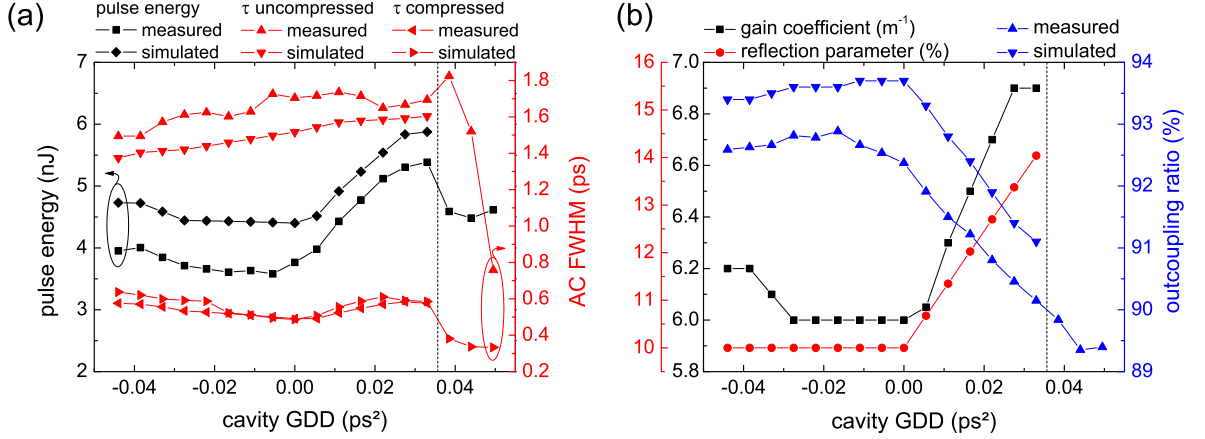 (a)
pulse energy τ uncompressed τ compressed
measured measured measured
simulated simulated simulated
7
6
5
4
3
2
pulse energy (nJ)
1.8
1.6
1.4
1.2
1.0
0.8
0.6
0.4
0.2
AC FWHM (ps)
-0.04 -0.02 0.00 0.02 0.04
cavity GDD (ps²)
(b)
gain coefficient (m⁻¹) measured
reflection parameter (%) simulated
16
15
14
13
12
11
10
7.0
6.8
6.6
6.4
6.2
6.0
5.8
94
93
92
91
90
89
outcoupling ratio (%)
-0.04 -0.02 0.00 0.02 0.04
cavity GDD (ps²)